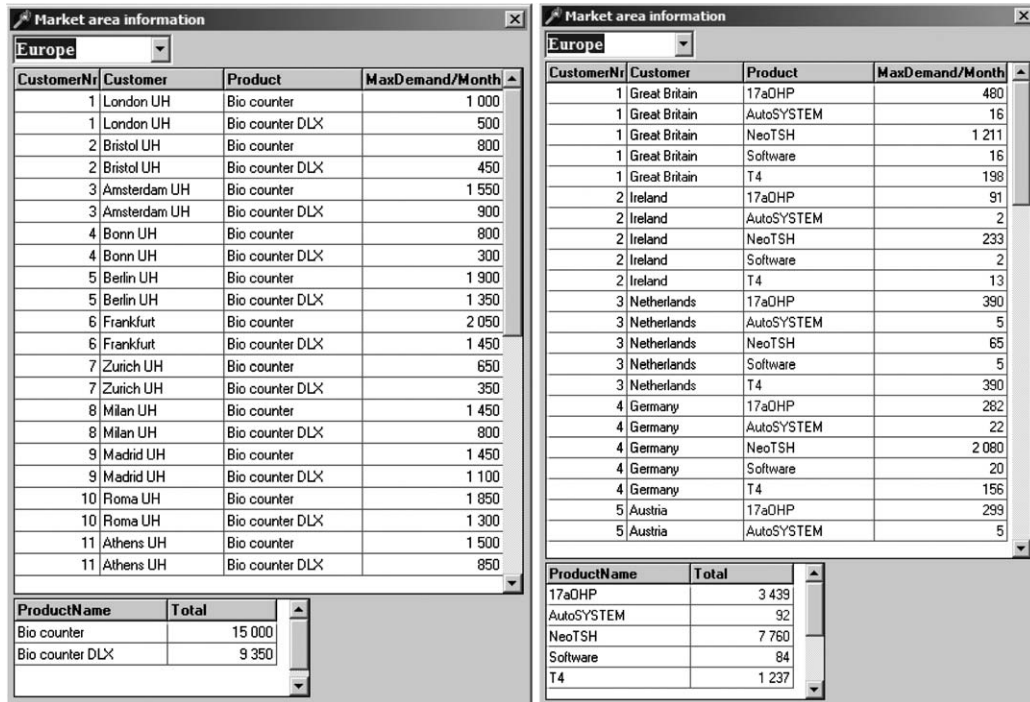 Market area information
Europe
CustomerNr Customer Product MaxDemand/Month
1 London UH Bio counter 1 000
1 London UH Bio counter DLX 500
2 Bristol UH Bio counter 800
2 Bristol UH Bio counter DLX 450
3 Amsterdam UH Bio counter 1 550
3 Amsterdam UH Bio counter DLX 900
4 Bonn UH Bio counter 800
4 Bonn UH Bio counter DLX 300
5 Berlin UH Bio counter 1 900
5 Berlin UH Bio counter DLX 1 350
6 Frankfurt Bio counter 2 050
6 Frankfurt Bio counter DLX 1 450
7 Zurich UH Bio counter 650
7 Zurich UH Bio counter DLX 350
8 Milan UH Bio counter 1 450
8 Milan UH Bio counter DLX 800
9 Madrid UH Bio counter 1 450
9 Madrid UH Bio counter DLX 1 100
10 Roma UH Bio counter 1 850
10 Roma UH Bio counter DLX 1 300
11 Athens UH Bio counter 1 500
11 Athens UH Bio counter DLX 850
ProductName Total
Bio counter 15 000
Bio counter DLX 9 350
Market area information
Europe
CustomerNr Customer Product MaxDemand/Month
1 Great Britain 17aOHP 480
1 Great Britain AutoSYSTEM 16
1 Great Britain NeoTSH 1 211
1 Great Britain Software 16
1 Great Britain T4 198
2 Ireland 17aOHP 91
2 Ireland AutoSYSTEM 2
2 Ireland NeoTSH 233
2 Ireland Software 2
2 Ireland T4 13
3 Netherlands 17aOHP 390
3 Netherlands AutoSYSTEM 5
3 Netherlands NeoTSH 65
3 Netherlands Software 5
3 Netherlands T4 390
4 Germany 17aOHP 282
4 Germany AutoSYSTEM 22
4 Germany NeoTSH 2 080
4 Germany Software 20
4 Germany T4 156
5 Austria 17aOHP 299
5 Austria AutoSYSTEM 5
ProductName Total
17aOHP 3 439
AutoSYSTEM 92
NeoTSH 7 760
Software 84
T4 1 237